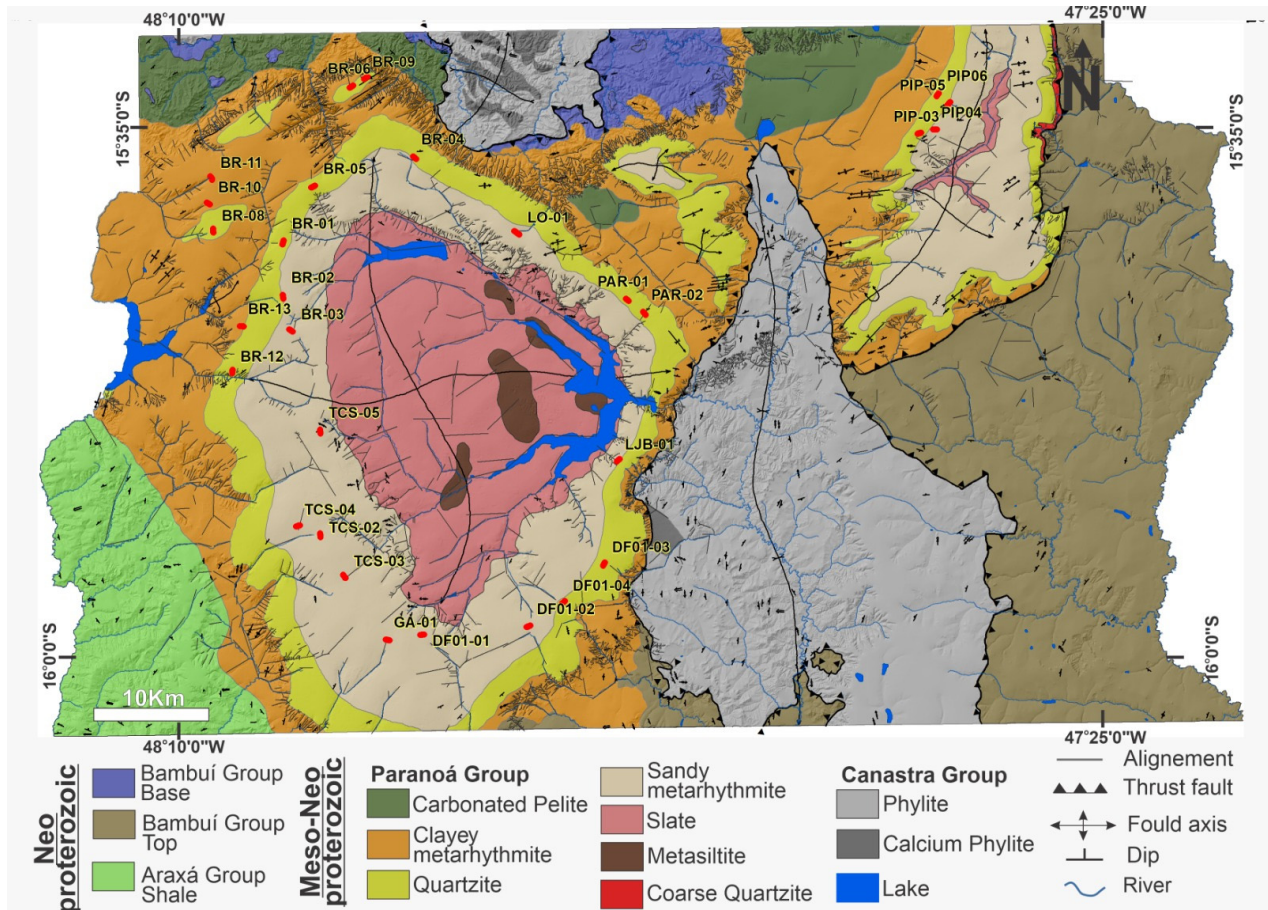 48°10'0"W
47°25'0"W
N
BR-09
BR-06
PIP06
PIP-05
PIP-03
PIP04
15°35'0"S
15°35'0"S
BR-04
BR-11
BR-05
BR-10
BR-08
BR-01
LO-01
BR-02
PAR-01
PAR-02
BR-13
BR-03
BR-12
TCS-05
LJB-01
TCS-04
TCS-02
DF01-03
TCS-03
DF01-04
DF01-02
GA-01
DF01-01
16°0'0"S
16°0'0"S
10Km
48°10'0"W
47°25'0"W
Neo
proterozoic
Bambuí Group
Base
Bambuí Group
Top
Araxá Group
Shale
Meso-Neo
proterozoic
Paranoá Group
Carbonated Pelite
Clayey
metarhythmite
Quartzite
Sandy
metarhythmite
Slate
Metasiltite
Coarse Quartzite
Canastra Group
Phylite
Calcium Phylite
Lake
Alignement
Thrust fault
Fould axis
Dip
River